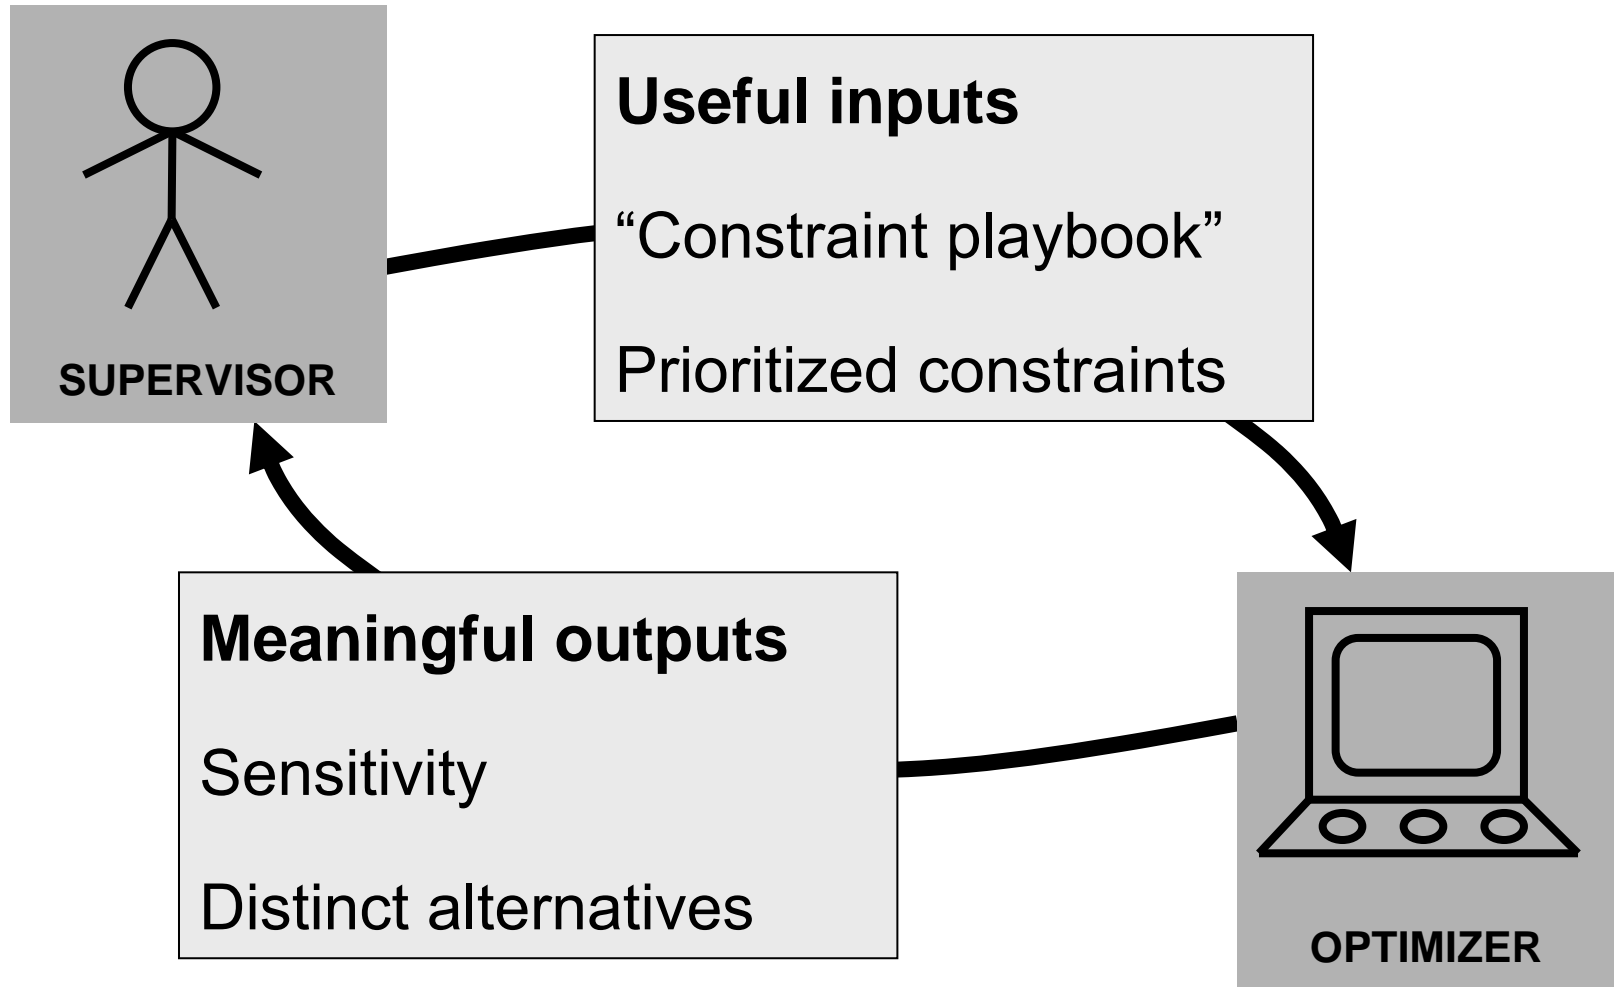 SUPERVISOR
Useful inputs
“Constraint playbook”
Prioritized constraints
Meaningful outputs
Sensitivity
Distinct alternatives
OPTIMIZER